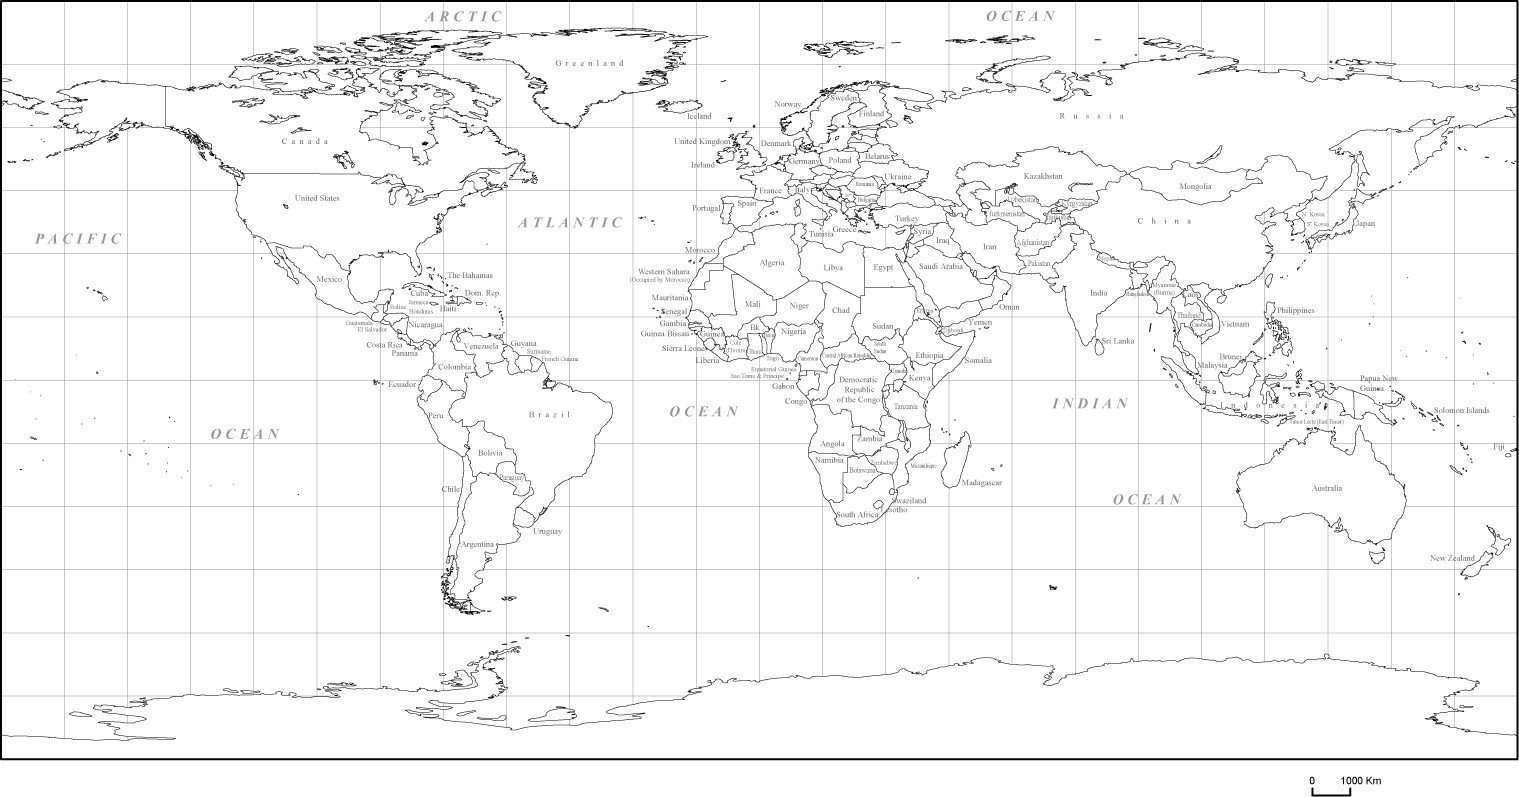 ARCTIC
OCEAN
Greenland
Iceland
Norway
Sweden
Finland
Russia
Canada
United Kingdom
Denmark
Ireland
Germany
Poland
Belarus
Ukraine
Kazakhstan
Mongolia
United States
France
Italy
Romania
Bulgaria
Portugal
Spain
Greece
Turkey
Uzbekistan
Kyrgyzstan
Turkmenistan
China
N. Korea
S. Korea
Japan
PACIFIC
ATLANTIC
Morocco
Tunisia
Syria
Iraq
Iran
Afghanistan
Pakistan
Algeria
Libya
Egypt
Saudi Arabia
Mexico
The Bahamas
Cuba
Dom. Rep.
Jamaica
Haiti
Belize
Honduras
Guatemala
El Salvador
Nicaragua
Costa Rica
Panama
Western Sahara
(Occupied by Morocco)
Mauritania
Senegal
Gambia
Guinea Bissau
Guinea
Sierra Leone
Liberia
Mali
Niger
Chad
Sudan
Nigeria
Bk.
Cote
D'Ivoire
Togo
Cameroon
Central African Republic
South
Sudan
Eritrea
Djibouti
Ethiopia
Somalia
Yemen
Oman
India
Bangladesh
Myanmar
(Burma)
Laos
Thailand
Cambodia
Vietnam
Philippines
Sri Lanka
Brunei
Malaysia
Venezuela
Guyana
Suriname
French Guiana
Colombia
Ecuador
Peru
Brazil
Bolivia
Paraguay
Chile
Argentina
Uruguay
Equatorial Guinea
Sao Tome & Principe
Gabon
Congo
Democratic
Republic
of the Congo
Kenya
Tanzania
Angola
Zambia
Namibia
Botswana
Zimbabwe
Mozambique
Madagascar
Swaziland
South Africa
OCEAN
OCEAN
INDIAN
OCEAN
Indonesia
Timor Leste (East Timor)
Papua New
Guinea
Solomon Islands
Fiji
Australia
New Zealand
0 1000 Km